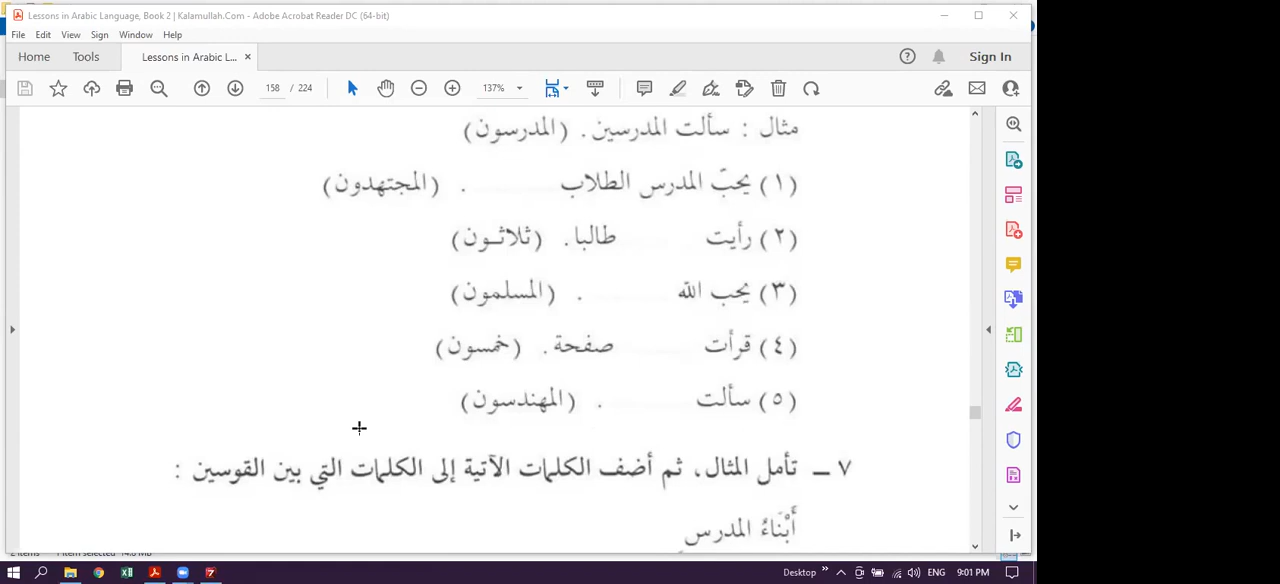 Lessons in Arabic Language, Book 2 | Kalamullah.Com - Adobe Acrobat Reader DC (64-bit)
File Edit View Sign Window Help
Home Tools Lessons in Arabic L... × Sign In
158 / 224 137%
مثال : سألت المدرسين . (المدرسون)
(١) يحبّ المدرس الطلاب . (المجتهدون)
(٢) رأيت طالبا . (ثلاثون)
(٣) يحب الله . (المسلمون)
(٤) قرأت صفحة . (خمسون)
(٥) سألت . (المهندسون)
٧ ــ تأمل المثال، ثم أضف الكلمات الآتية إلى الكلمات التي بين القوسين :
أَبْنَاءُ المدرسِ
Desktop » ENG 9:01 PM